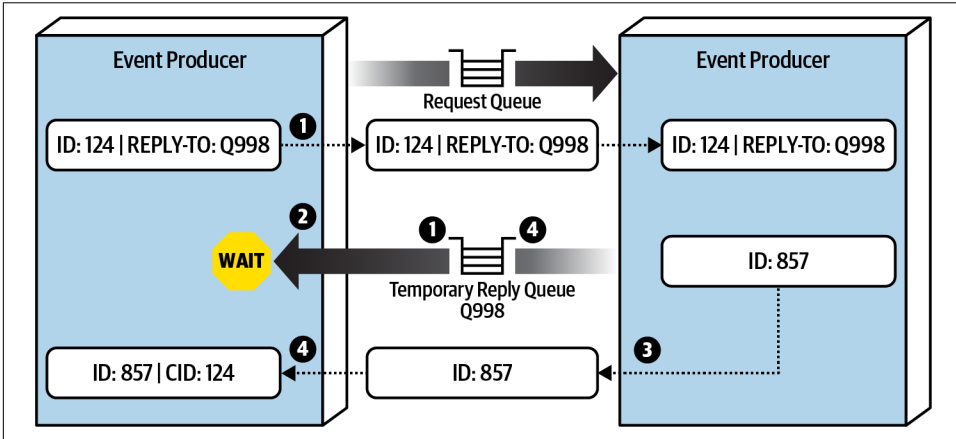 Event Producer
Event Producer
Request Queue
1
ID: 124 | REPLY-TO: Q998
ID: 124 | REPLY-TO: Q998
ID: 124 | REPLY-TO: Q998
2
1
4
WAIT
ID: 857
Temporary Reply Queue
Q998
4
3
ID: 857 | CID: 124
ID: 857